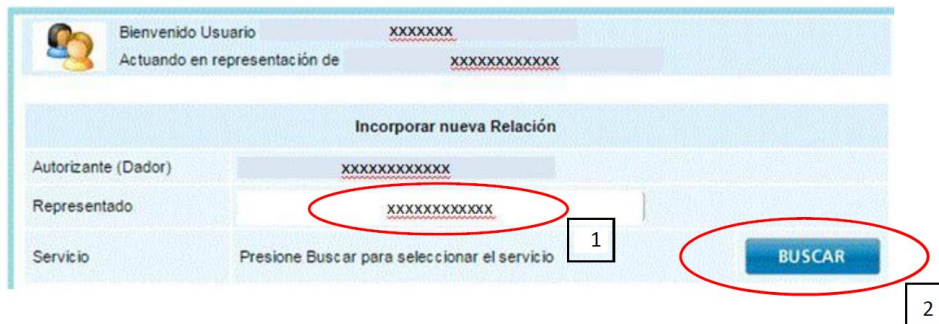 Bienvenido Usuario xxxxxxx
Actuando en representación de xxxxxxxxxxxx
Incorporar nueva Relación
Autorizante (Dador) xxxxxxxxxxxx
Representado xxxxxxxxxxxx
1
Servicio Presione Buscar para seleccionar el servicio BUSCAR
2